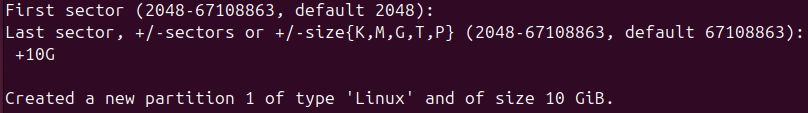 First sector (2048-67108863, default 2048):
Last sector, +/-sectors or +/-size{K,M,G,T,P} (2048-67108863, default 67108863):
+10G
Created a new partition 1 of type 'Linux' and of size 10 GiB.